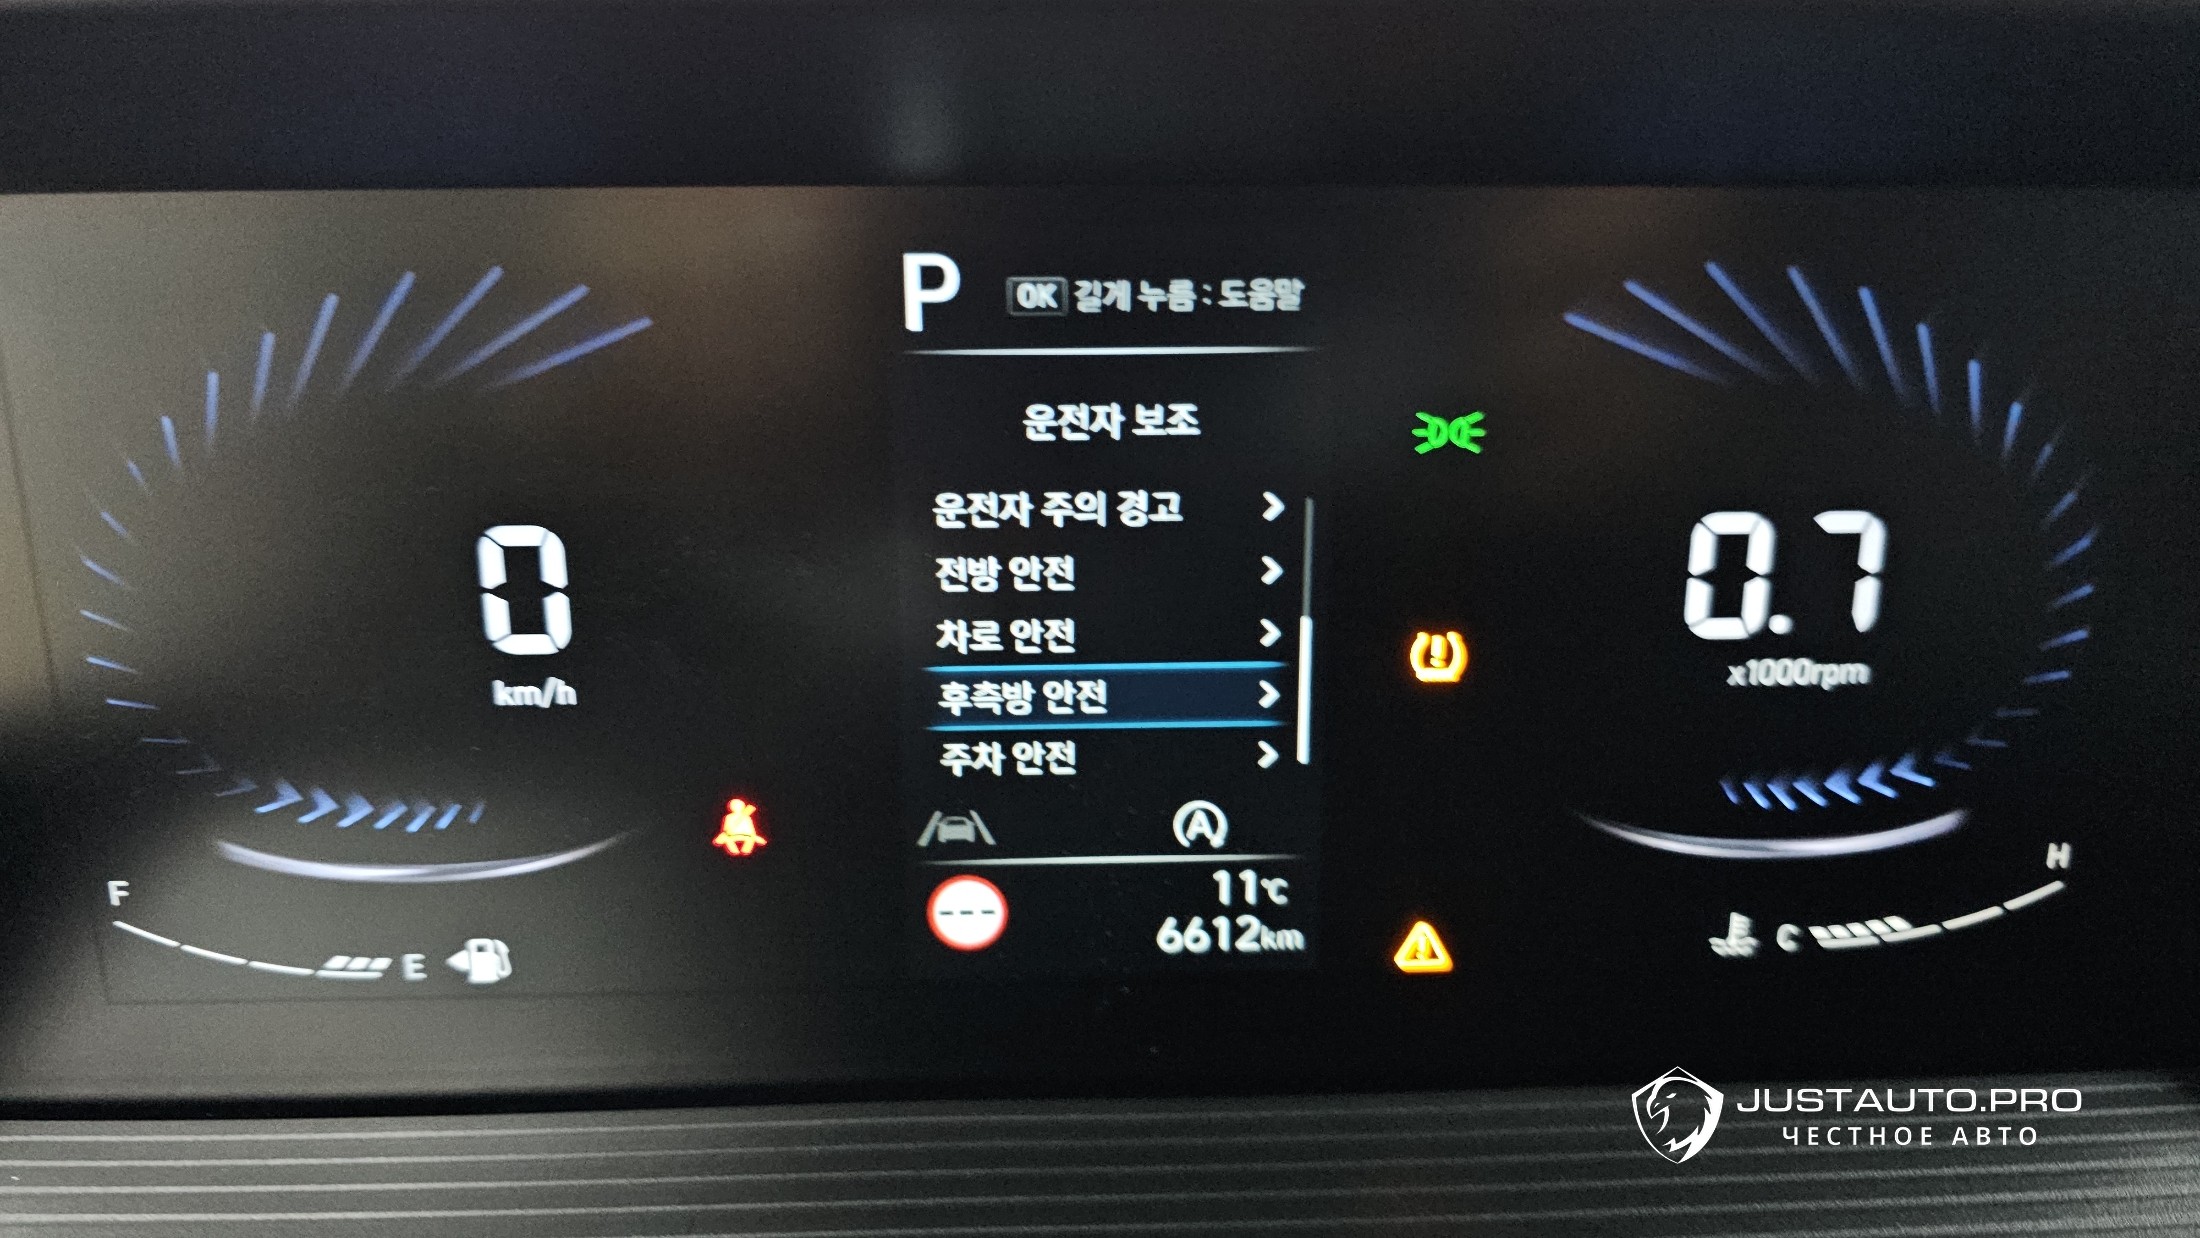 P
OK 길게 누름 : 도움말
운전자 보조
운전자 주의 경고
전방 안전
차로 안전
후측방 안전
주차 안전
0
km/h
0.7
x1000rpm
A
11℃
6612km
F
E
C
H
JUSTAUTO.PRO
ЧЕСТНОЕ АВТО